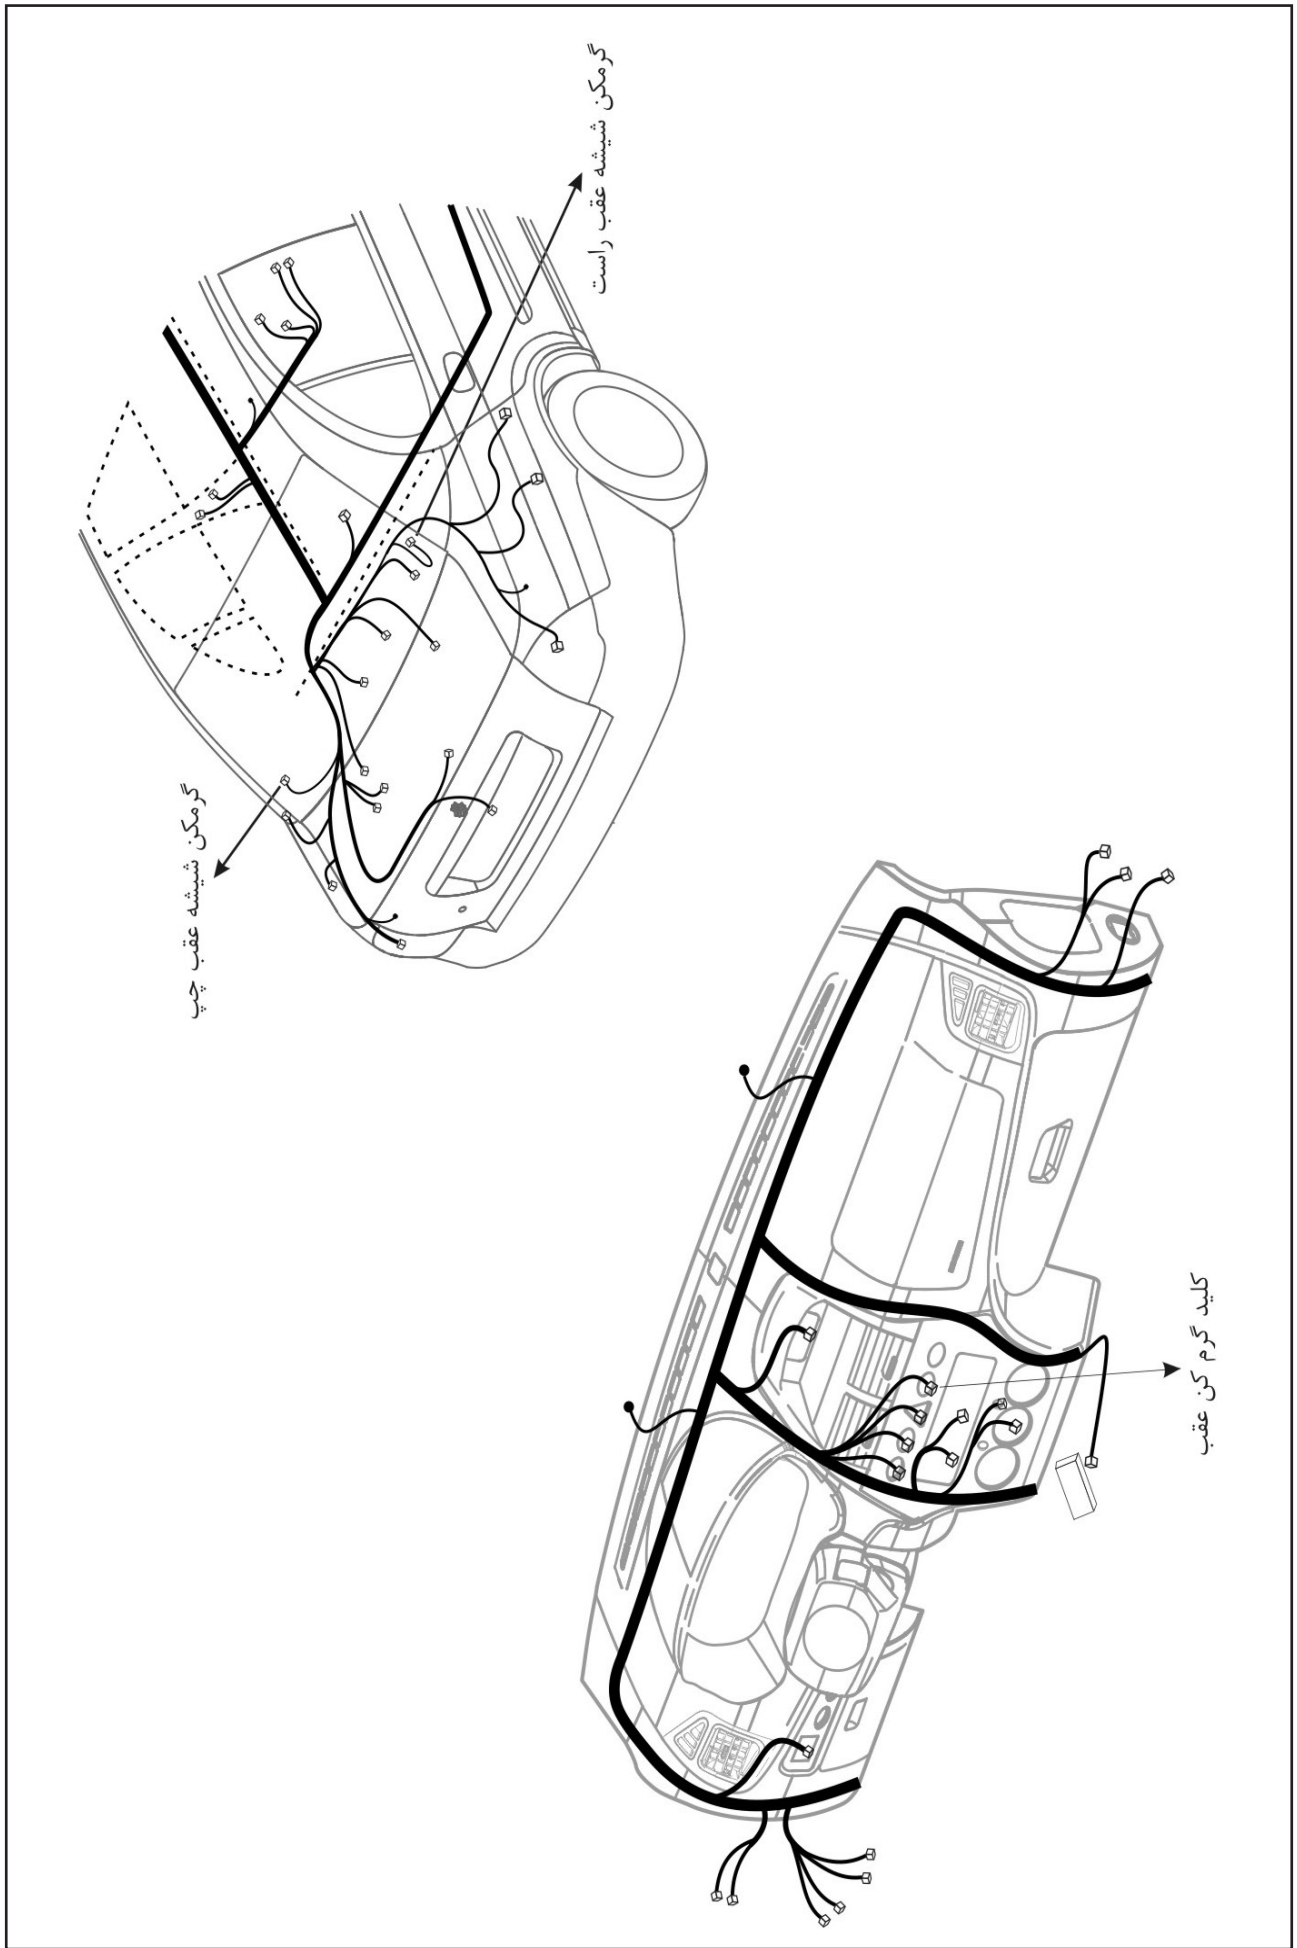 گرمکن شیشه عقب راست
گرمکن شیشه عقب چپ
کلید گرم کن عقب